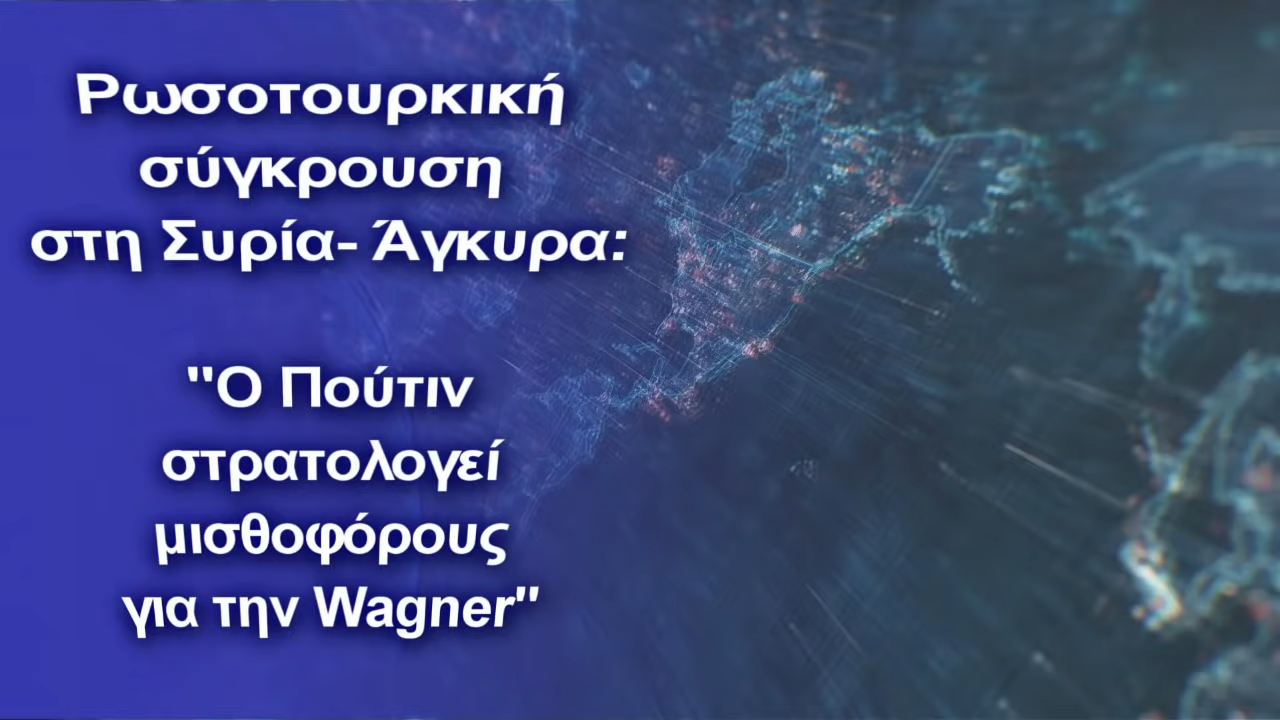 Ρωσοτουρκική
σύγκρουση
στη Συρία- Άγκυρα:
"Ο Πούτιν
στρατολογεί
μισθοφόρους
για την Wagner"